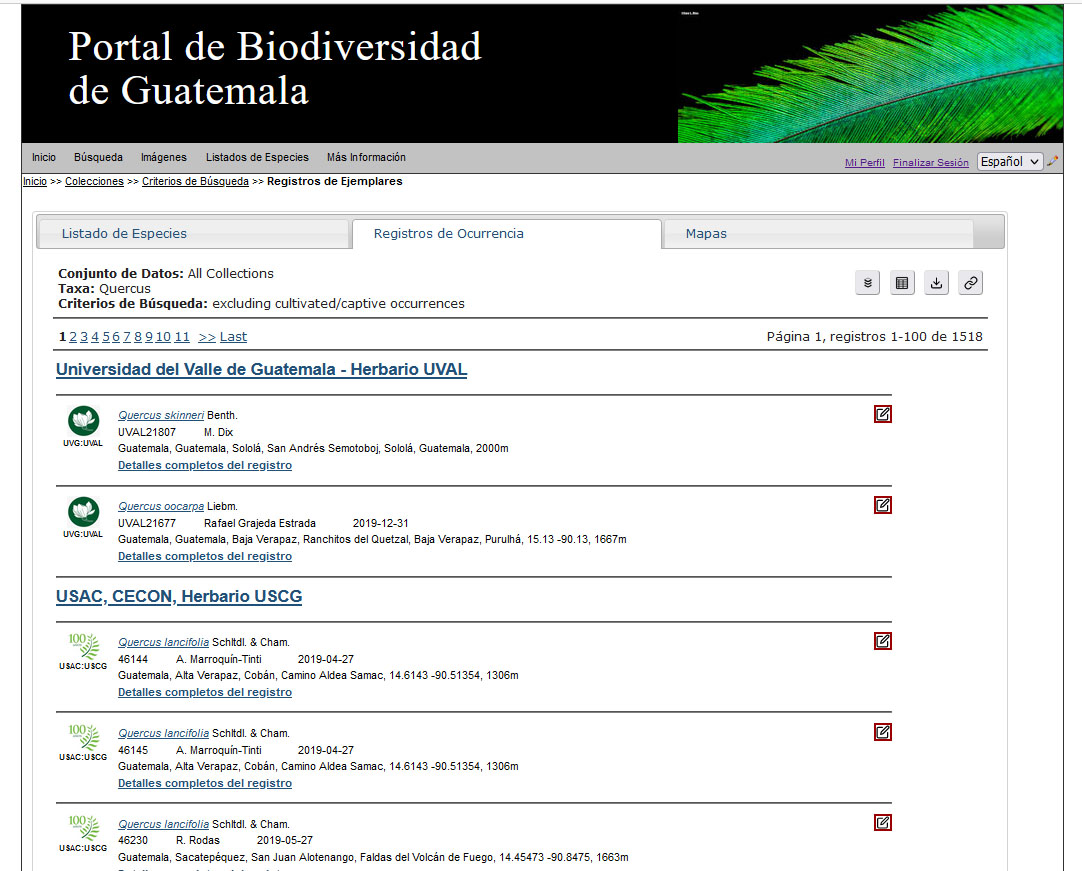 Portal de Biodiversidad
de Guatemala
Inicio Búsqueda Imágenes Listados de Especies Más Información
Mi Perfil Finalizar Sesión Español
Inicio >> Colecciones >> Criterios de Búsqueda >> Registros de Ejemplares
Listado de Especies Registros de Ocurrencia Mapas
Conjunto de Datos: All Collections
Taxa: Quercus
Criterios de Búsqueda: excluding cultivated/captive occurrences
1 2 3 4 5 6 7 8 9 10 11 >> Last Página 1, registros 1-100 de 1518
Universidad del Valle de Guatemala - Herbario UVAL
Quercus skinneri Benth.
UVG:UVAL
UVAL21807 M. Dix
Guatemala, Guatemala, Sololá, San Andrés Semotoboj, Sololá, Guatemala, 2000m
Detalles completos del registro
Quercus oocarpa Liebm.
UVG:UVAL
UVAL21677 Rafael Grajeda Estrada 2019-12-31
Guatemala, Guatemala, Baja Verapaz, Ranchitos del Quetzal, Baja Verapaz, Purulhá, 15.13 -90.13, 1667m
Detalles completos del registro
USAC, CECON, Herbario USCG
100
Quercus lancifolia Schltdl. & Cham.
USAC:USCG
46144 A. Marroquín-Tinti 2019-04-27
Guatemala, Alta Verapaz, Cobán, Camino Aldea Samac, 14.6143 -90.51354, 1306m
Detalles completos del registro
100
Quercus lancifolia Schltdl. & Cham.
USAC:USCG
46145 A. Marroquín-Tinti 2019-04-27
Guatemala, Alta Verapaz, Cobán, Camino Aldea Samac, 14.6143 -90.51354, 1306m
Detalles completos del registro
100
Quercus lancifolia Schltdl. & Cham.
USAC:USCG
46230 R. Rodas 2019-05-27
Guatemala, Sacatepéquez, San Juan Alotenango, Faldas del Volcán de Fuego, 14.45473 -90.8475, 1663m